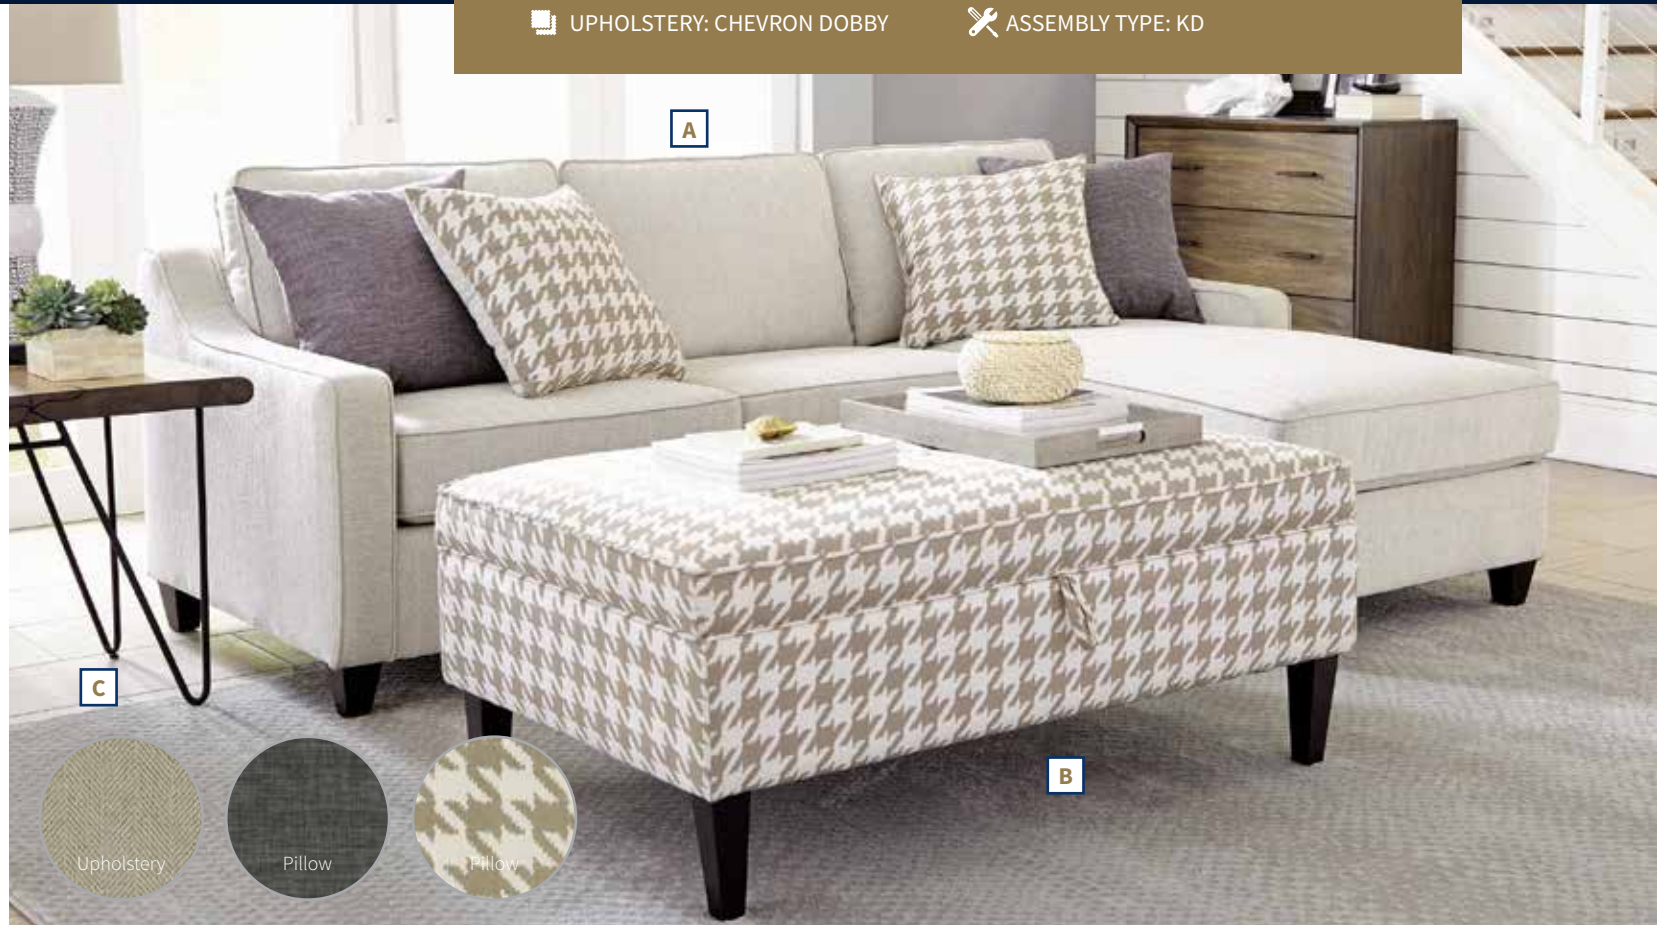 UPHOLSTERY: CHEVRON DOBBY
ASSEMBLY TYPE: KD
A
C
B
Upholstery
Pillow
Pillow